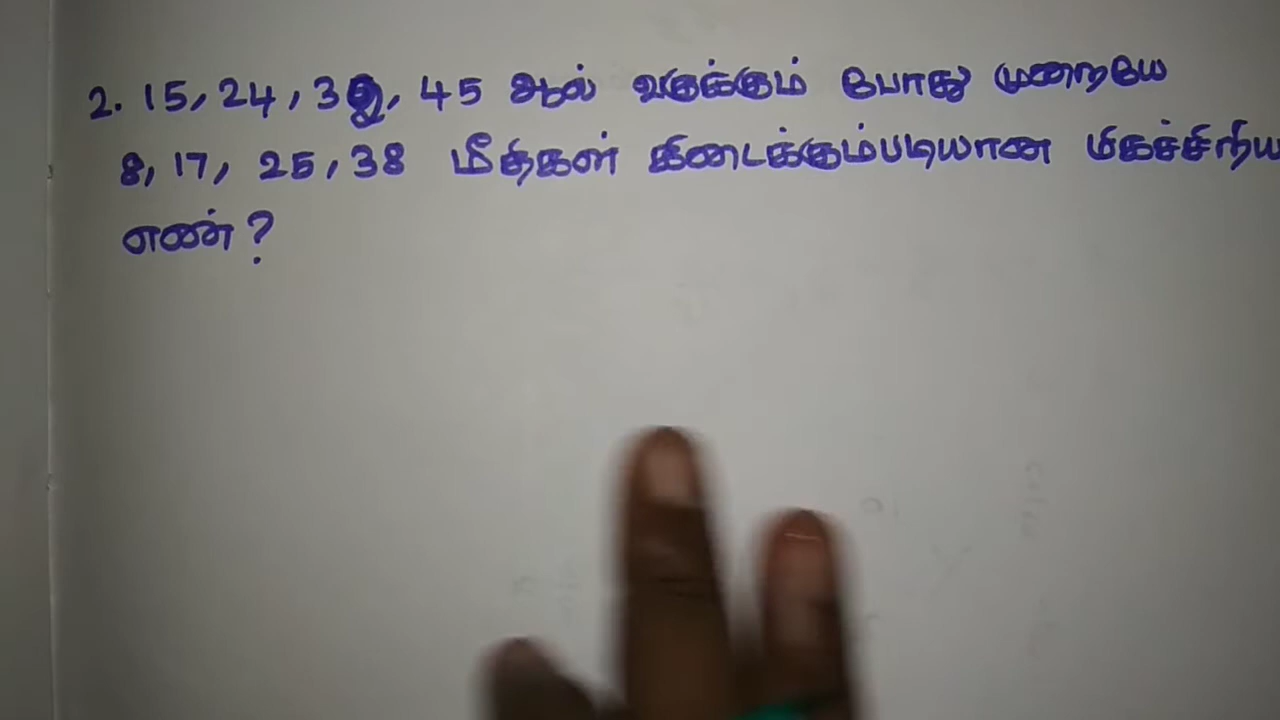 2. 15, 24, 32, 45 ஆல் வகுக்கும் போது முறையே
8, 17, 25, 38 மீதிகள் கிடைக்கும்படியான மிகச்சிறிய
எண்?